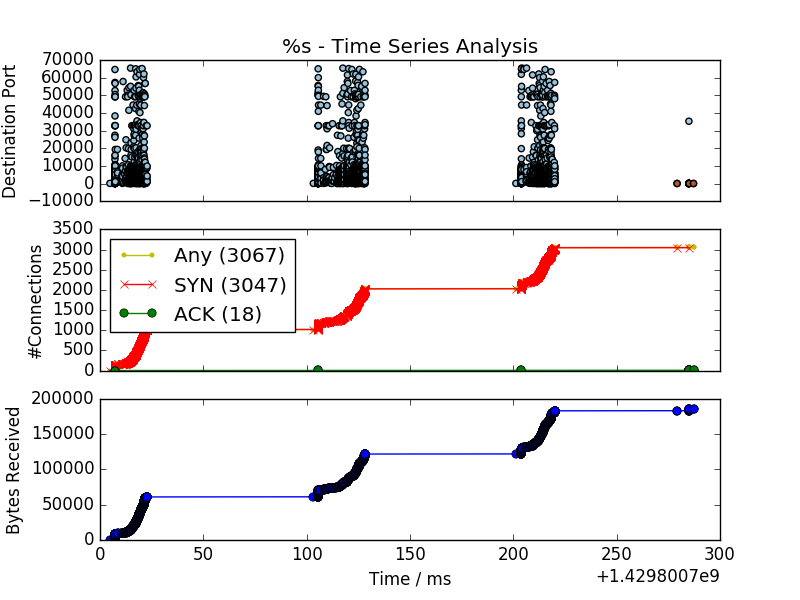 %s - Time Series Analysis
Destination Port
70000
60000
50000
40000
30000
20000
10000
0
−10000
#Connections
3500
3000
2500
2000
1500
1000
500
0
Any (3067)
SYN (3047)
ACK (18)
Bytes Received
200000
150000
100000
50000
0
0 50 100 150 200 250 300
Time / ms
+1.4298007e9